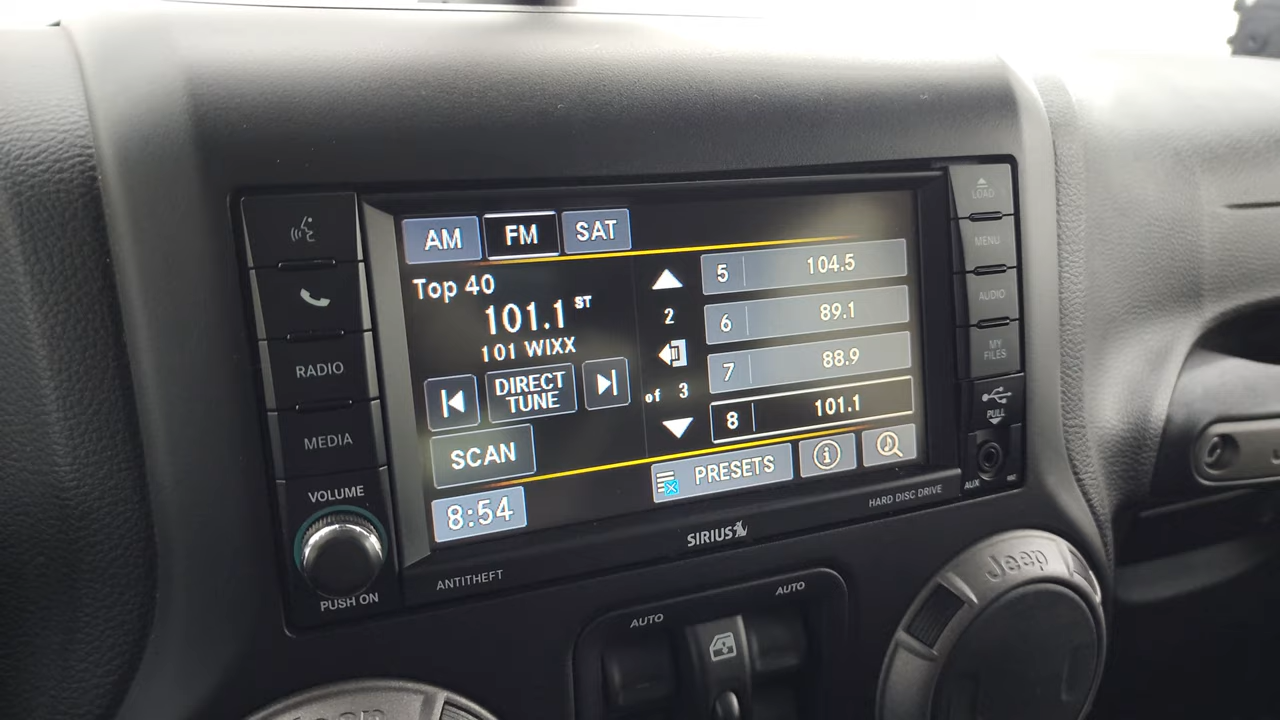 AM FM SAT
Top 40
101.1 ST
101 WIXX
DIRECT
TUNE
SCAN
8:54
2
of 3
5 104.5
6 89.1
7 88.9
8 101.1
PRESETS
i
RADIO
MEDIA
VOLUME
PUSH ON
ANTITHEFT
SIRIUS
HARD DISC DRIVE
LOAD
MENU
AUDIO
MY
FILES
PULL
AUX
AUTO
AUTO
Jeep
Jeep